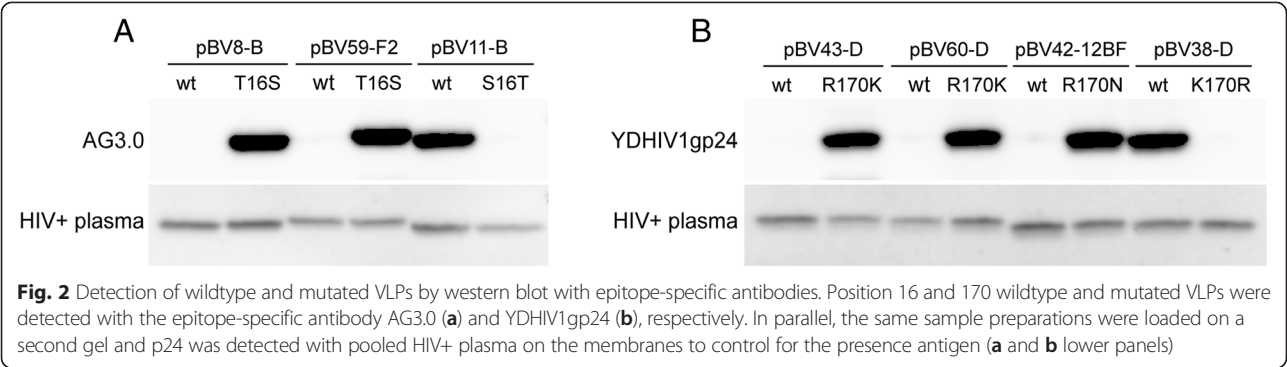 A
pBV8-B pBV59-F2 pBV11-B
wt T16S wt T16S wt S16T
AG3.0
HIV+ plasma
B
pBV43-D pBV60-D pBV42-12BF pBV38-D
wt R170K wt R170K wt R170N wt K170R
YDHIV1gp24
HIV+ plasma
Fig. 2 Detection of wildtype and mutated VLPs by western blot with epitope-specific antibodies. Position 16 and 170 wildtype and mutated VLPs were
detected with the epitope-specific antibody AG3.0 (a) and YDHIV1gp24 (b), respectively. In parallel, the same sample preparations were loaded on a
second gel and p24 was detected with pooled HIV+ plasma on the membranes to control for the presence antigen (a and b lower panels)